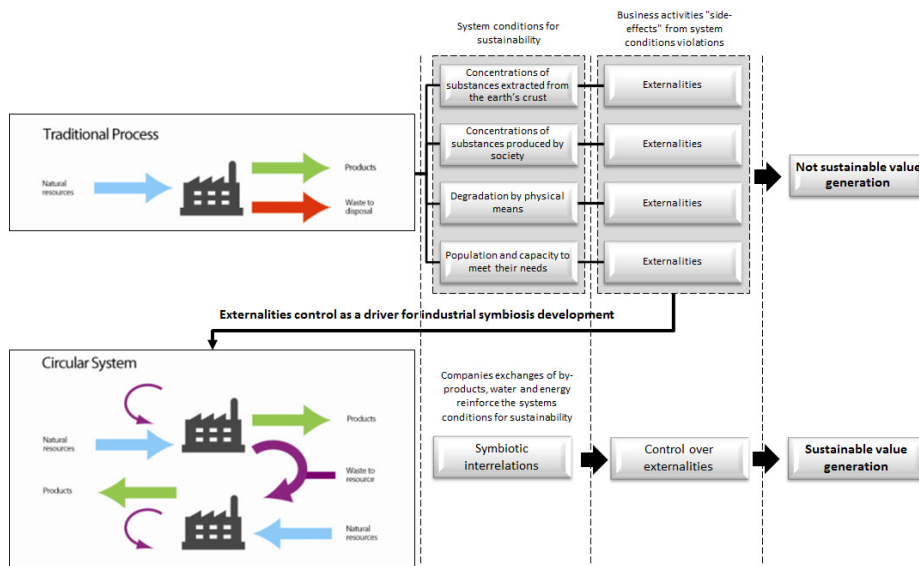 System conditions for
sustainability
Business activities "side-
effects" from system
conditions violations
Traditional Process
Natural
resources
Products
Waste to
disposal
Concentrations of
substances extracted from
the earth's crust
Externalities
Concentrations of
substances produced by
society
Externalities
Degradation by physical
means
Externalities
Population and capacity to
meet their needs
Externalities
Not sustainable value
generation
Externalities control as a driver for industrial symbiosis development
Circular System
Natural
resources
Products
Waste to
resource
Products
Natural
resources
Companies exchanges of by-
products, water and energy
reinforce the systems
conditions for sustainability
Symbiotic
interrelations
Control over
externalities
Sustainable value
generation